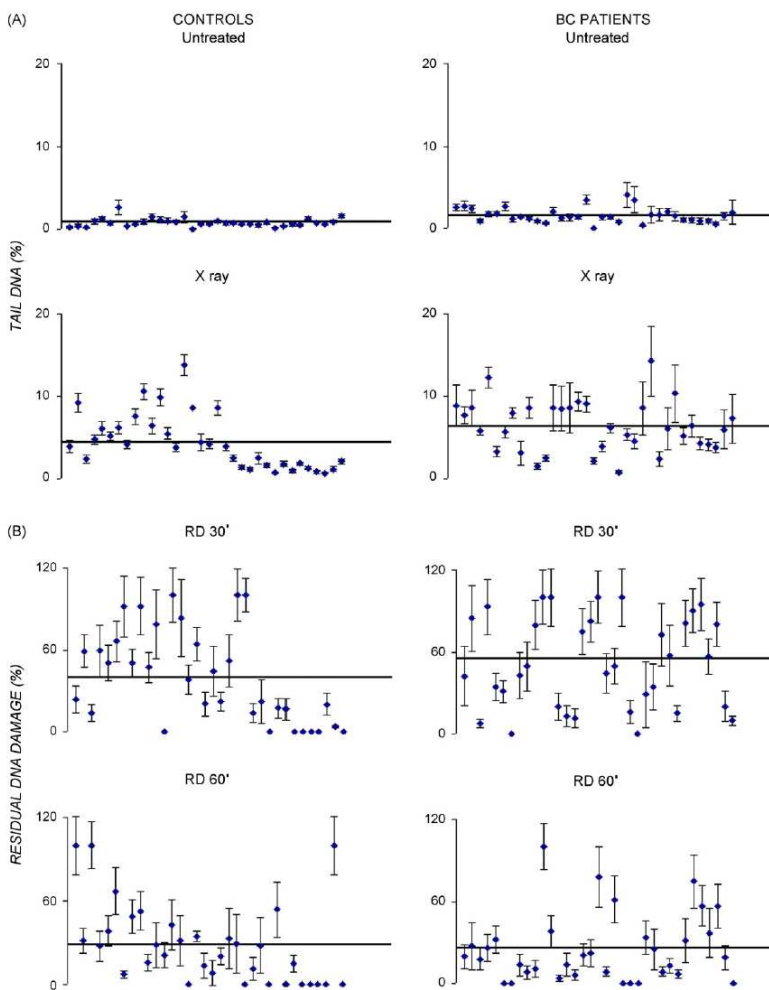 (A)
CONTROLS
Untreated
BC PATIENTS
Untreated
20
10
0
20
10
0
X ray
X ray
20
10
0
20
10
0
TAIL DNA (%)
(B)
RD 30'
RD 30'
120
60
0
120
60
0
RD 60'
RD 60'
120
60
0
120
60
0
RESIDUAL DNA DAMAGE (%)